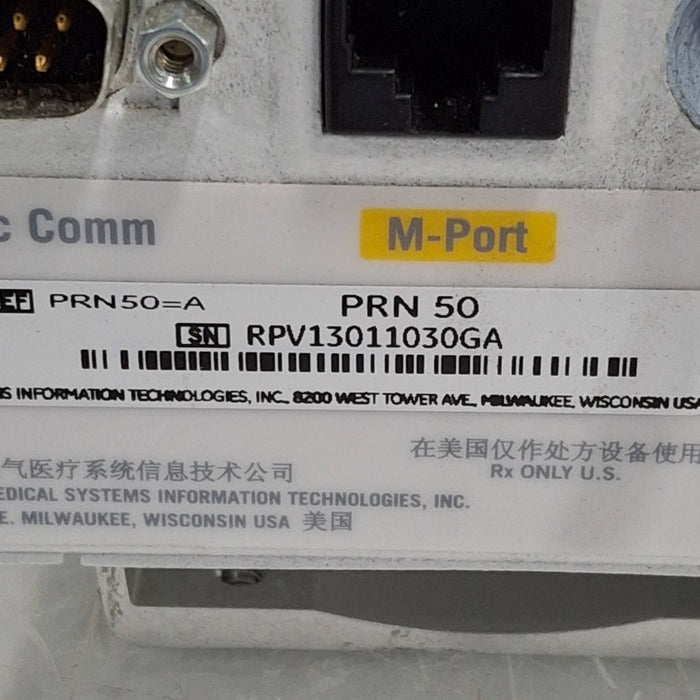 c Comm
M-Port
REF PRN50=A
PRN 50
SN RPV13011030GA
S INFORMATION TECHNOLOGIES, INC., 8200 WEST TOWER AVE., MILWAUKEE, WISCONSIN USA
在美国仅作处方设备使用
气医疗系统信息技术公司
Rx ONLY U.S.
EDICAL SYSTEMS INFORMATION TECHNOLOGIES, INC.
E. MILWAUKEE, WISCONSIN USA 美国